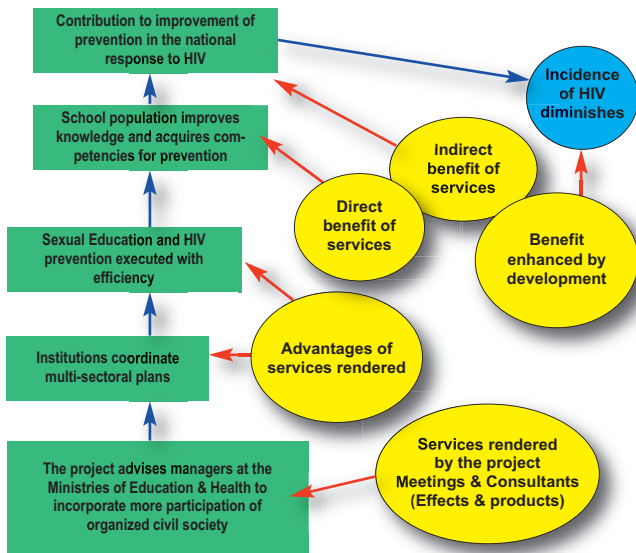 Contribution to improvement of
prevention in the national
response to HIV
Incidence
of HIV
diminishes
School population improves
knowledge and acquires com-
petencies for prevention
Indirect
benefit of
services
Direct
benefit of
services
Sexual Education and HIV
prevention executed with
efficiency
Benefit
enhanced by
development
Institutions coordinate
multi-sectoral plans
Advantages of
services rendered
The project advises managers at the
Ministries of Education & Health to
incorporate more participation of
organized civil society
Services rendered
by the project
Meetings & Consultants
(Effects & products)